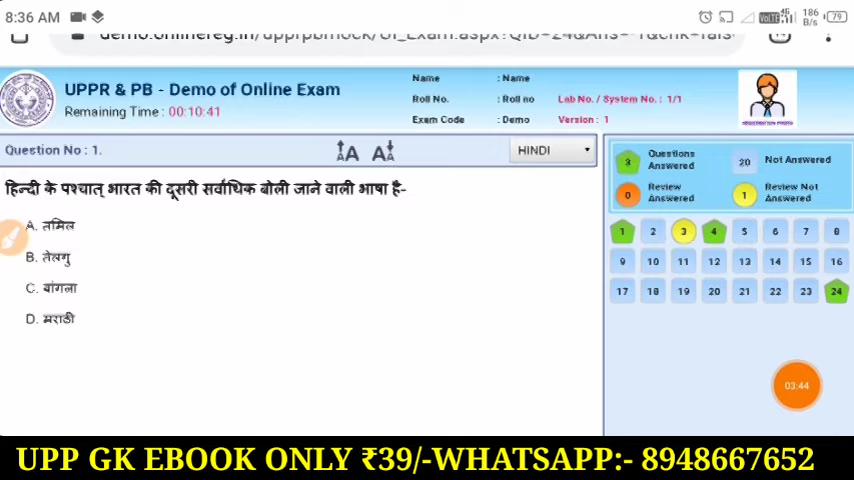 8:36 AM
4G
VoLTE
186
B/s
79
demo.onlinereg.in/upprpbmock/
UPPR & PB - Demo of Online Exam
Remaining Time : 00:10:41
Name : Name
Roll No. : Roll no Lab No. / System No. : 1/1
Exam Code : Demo Version : 1
Question No : 1.
A A
HINDI
हिन्दी के पश्चात् भारत की दूसरी सर्वाधिक बोली जाने वाली भाषा है-
A. तमिल
B. तेलगु
C. बांगला
D. मराठी
3 Questions Answered 20 Not Answered
0 Review Answered 1 Review Not Answered
1 2 3 4 5 6 7 8
9 10 11 12 13 14 15 16
17 18 19 20 21 22 23 24
03:44
UPP GK EBOOK ONLY ₹39/-WHATSAPP:- 8948667652